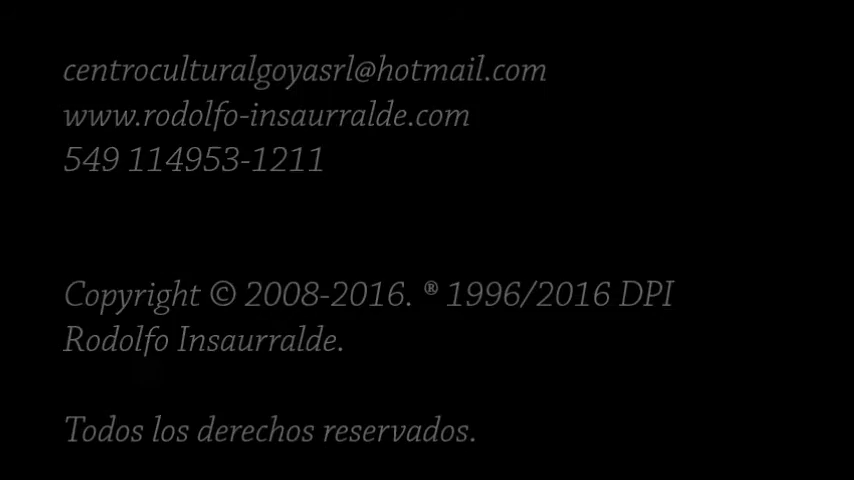 centroculturalgoyasrl@hotmail.com
www.rodolfo-insaurralde.com
549 114953-1211
Copyright © 2008-2016. ® 1996/2016 DPI
Rodolfo Insaurralde.
Todos los derechos reservados.